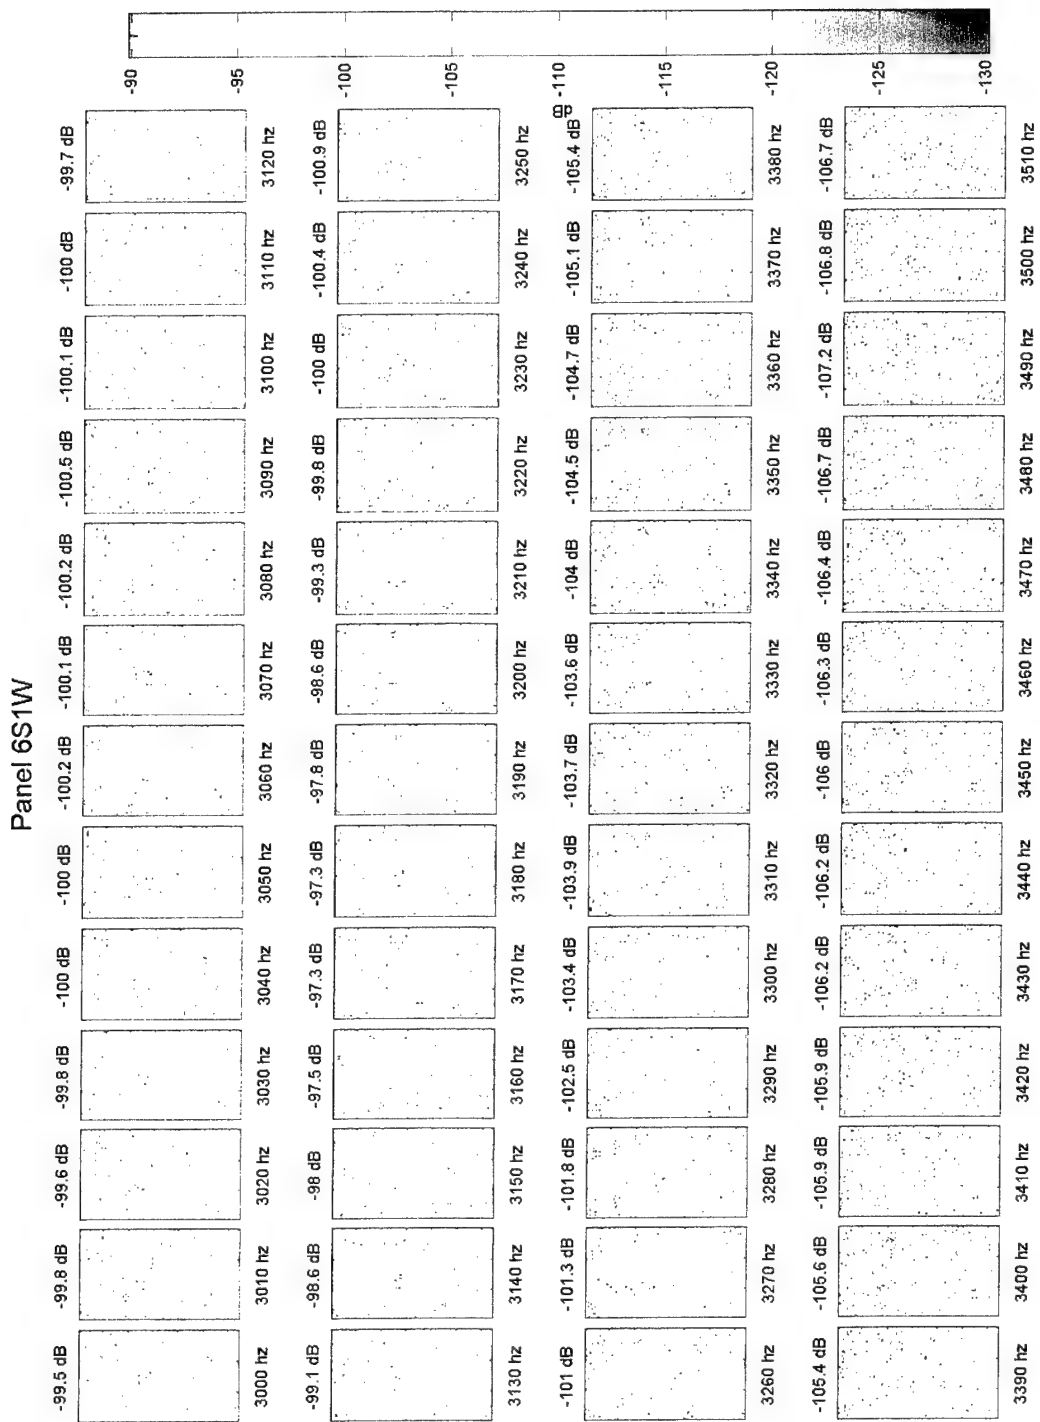 Panel 6S1W
-99.5 dB -99.8 dB -99.6 dB -99.8 dB -100 dB -100 dB -100.2 dB -100.1 dB -100.2 dB -100.5 dB -100.1 dB -100 dB -99.7 dB
3000 hz 3010 hz 3020 hz 3030 hz 3040 hz 3050 hz 3060 hz 3070 hz 3080 hz 3090 hz 3100 hz 3110 hz 3120 hz
-99.1 dB -98.6 dB -98 dB -97.5 dB -97.3 dB -97.3 dB -97.8 dB -98.6 dB -99.3 dB -99.8 dB -100 dB -100.4 dB -100.9 dB
3130 hz 3140 hz 3150 hz 3160 hz 3170 hz 3180 hz 3190 hz 3200 hz 3210 hz 3220 hz 3230 hz 3240 hz 3250 hz
-101 dB -101.3 dB -101.8 dB -102.5 dB -103.4 dB -103.9 dB -103.7 dB -103.6 dB -104 dB -104.5 dB -104.7 dB -105.1 dB -105.4 dB
3260 hz 3270 hz 3280 hz 3290 hz 3300 hz 3310 hz 3320 hz 3330 hz 3340 hz 3350 hz 3360 hz 3370 hz 3380 hz
-105.4 dB -105.6 dB -105.9 dB -105.9 dB -106.2 dB -106.2 dB -106 dB -106.3 dB -106.4 dB -106.7 dB -107.2 dB -106.8 dB -106.7 dB
3390 hz 3400 hz 3410 hz 3420 hz 3430 hz 3440 hz 3450 hz 3460 hz 3470 hz 3480 hz 3490 hz 3500 hz 3510 hz
-90
-95
-100
-105
-110
-115
-120
-125
-130
dB